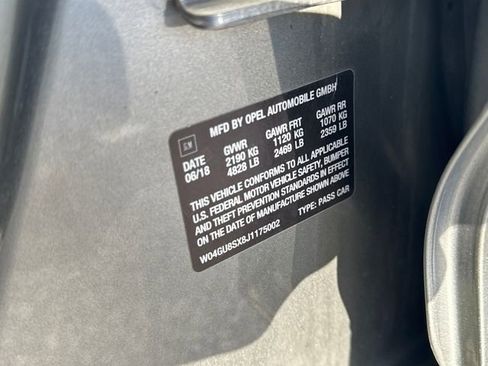 GM
MFD BY OPEL AUTOMOBILE GMBH
DATE GVWR GAWR FRT GAWR RR
06/18 2190 KG 1120 KG 1070 KG
4828 LB 2469 LB 2359 LB
THIS VEHICLE CONFORMS TO ALL APPLICABLE
U.S. FEDERAL MOTOR VEHICLE SAFETY, BUMPER
AND THEFT PREVENTION STANDARDS IN EFFECT
ON THE DATE OF MANUFACTURE SHOWN ABOVE
W04GU8SX8J1175002 TYPE: PASS CAR